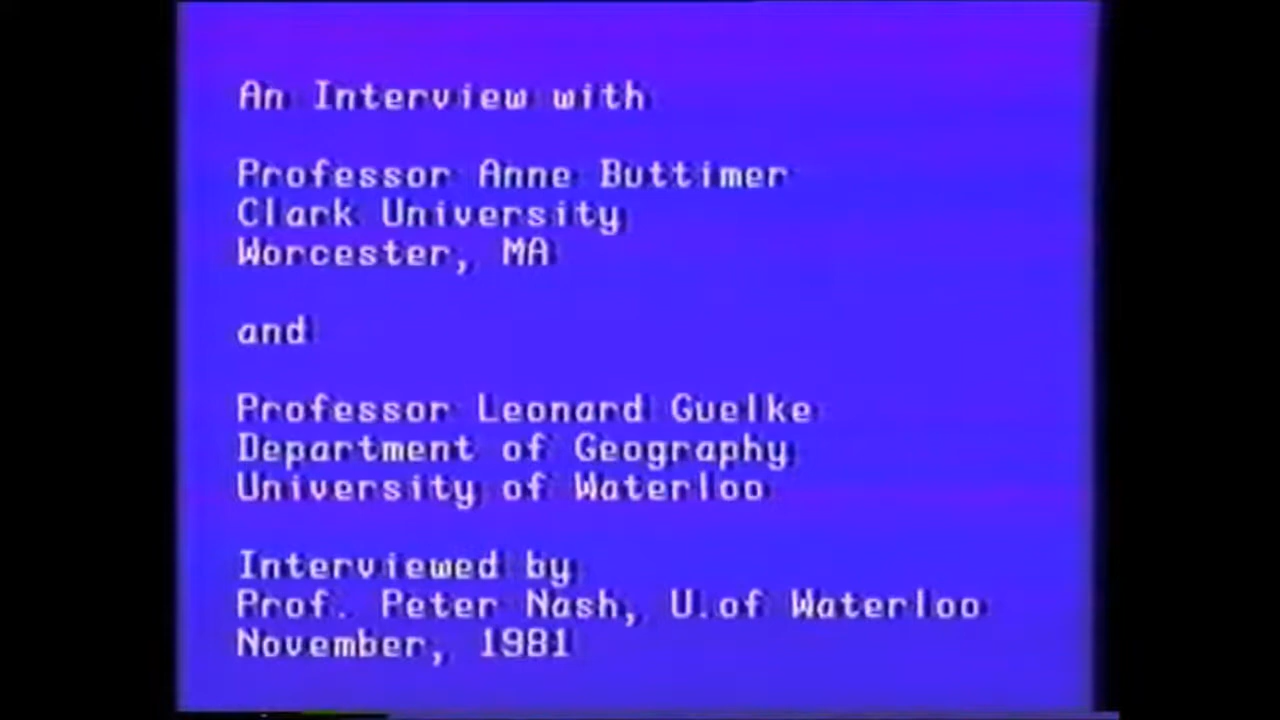 An Interview with
Professor Anne Buttimer
Clark University
Worcester, MA
and
Professor Leonard Guelke
Department of Geography
University of Waterloo
Interviewed by
Prof. Peter Nash, U.of Waterloo
November, 1981